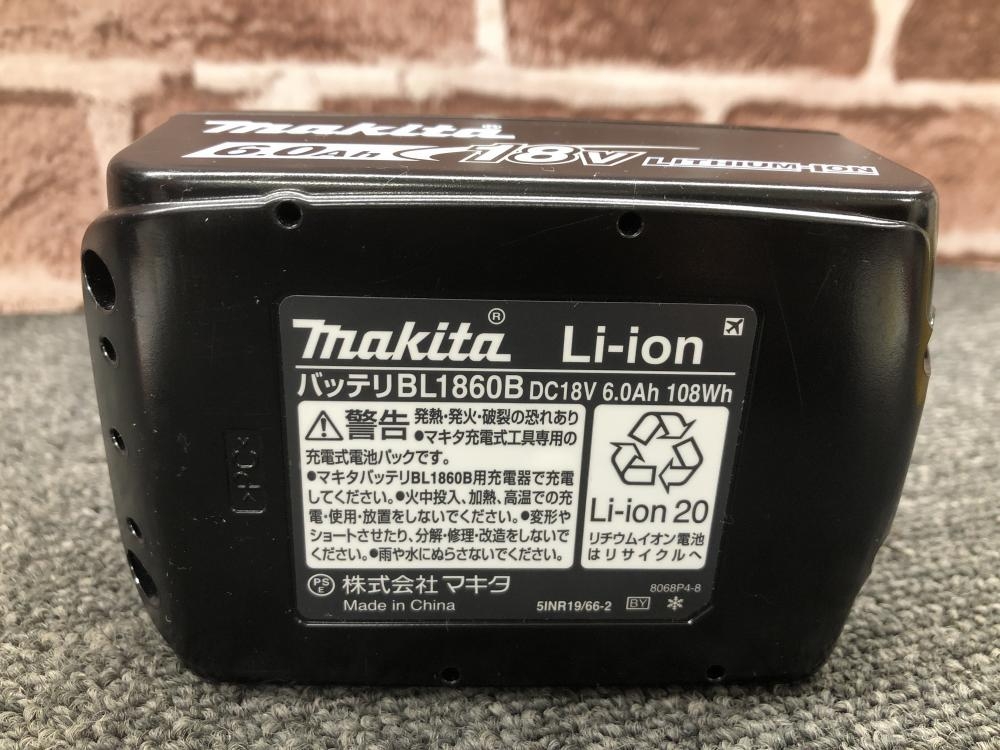 makita®
6.0Ah 18V LITHIUM-ION
makita® Li-ion
バッテリBL1860B DC18V 6.0Ah 108Wh
警告 発熱・発火・破裂の恐れあり
●マキタ充電式工具専用の
充電式電池パックです。
●マキタバッテリBL1860B用充電器で充電
してください。●火中投入、加熱、高温での充
電・使用・放置をしないでください。●変形や
ショートさせたり、分解・修理・改造をしないで
ください。●雨や水にぬらさないでください。
Li-ion 20
リチウムイオン電池
はリサイクルへ
PSE 株式会社 マキタ
Made in China
8068P4-8
5INR19/66-2 BY
>PC<